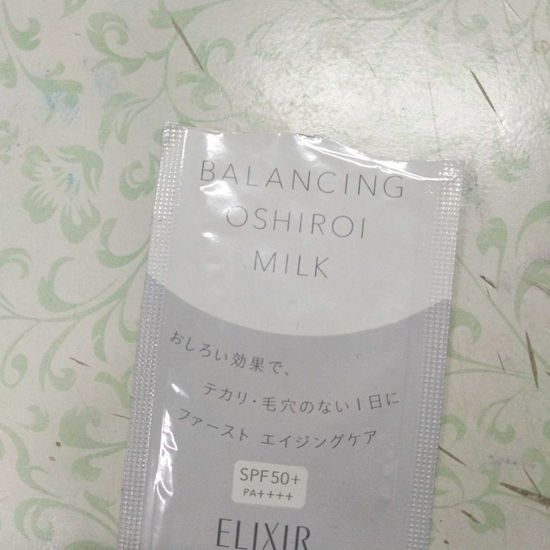 BALANCING
OSHIROI
MILK
おしろい効果で、
テカリ・毛穴のない1日に
ファースト エイジングケア
SPF50+
PA++++
ELIXIR